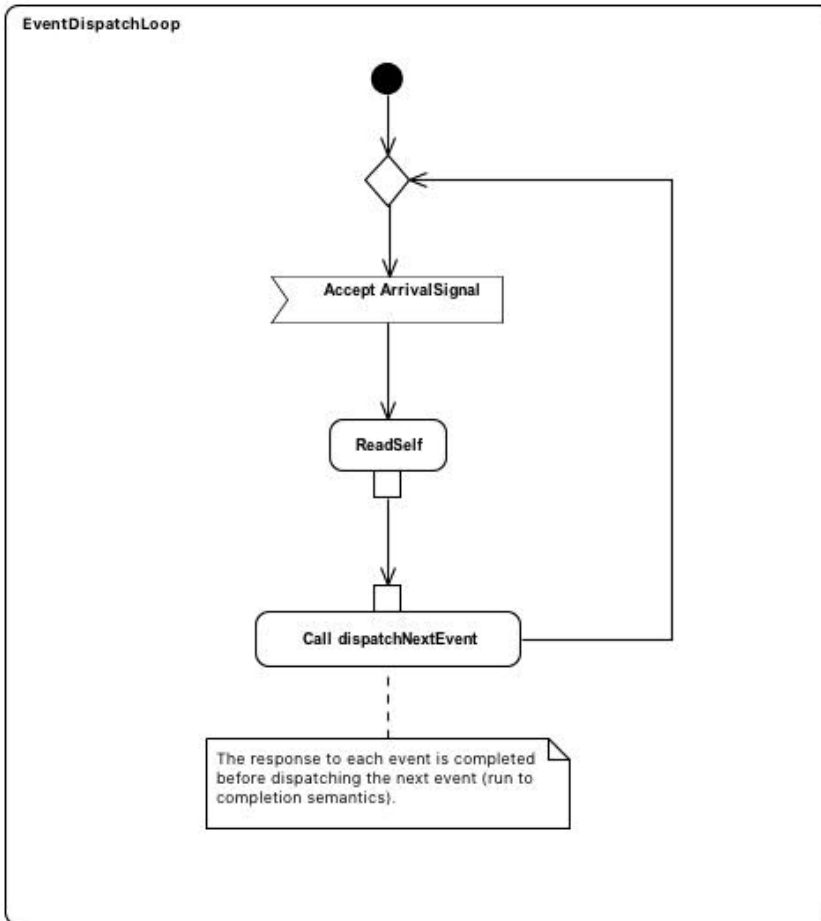 EventDispatchLoop
Accept ArrivalSignal
ReadSelf
Call dispatchNextEvent
The response to each event is completed
before dispatching the next event (run to
completion semantics).